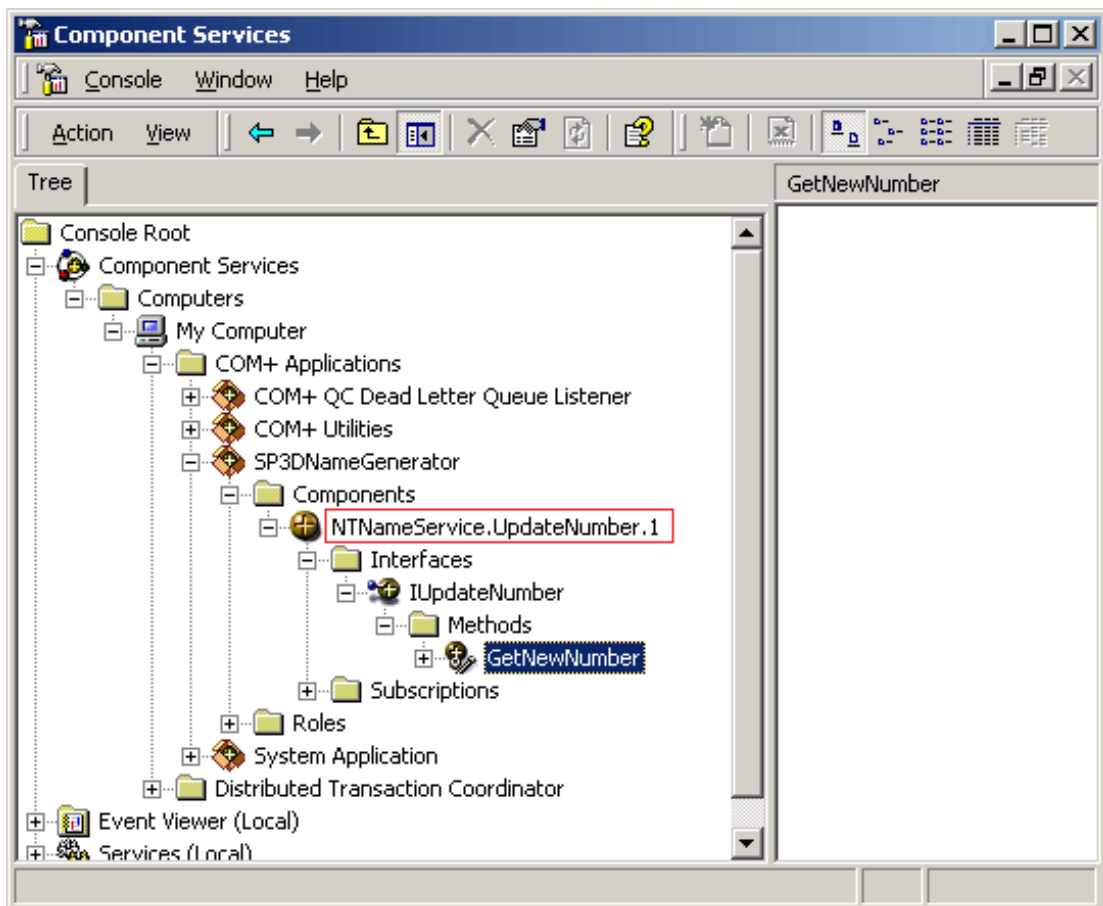 Component Services
Console Window Help
Action View
Tree
GetNewNumber
Console Root
Component Services
Computers
My Computer
COM+ Applications
COM+ QC Dead Letter Queue Listener
COM+ Utilities
SP3DNameGenerator
Components
NTNameService.UpdateNumber.1
Interfaces
IUpdateNumber
Methods
GetNewNumber
Subscriptions
Roles
System Application
Distributed Transaction Coordinator
Event Viewer (Local)
Services (Local)